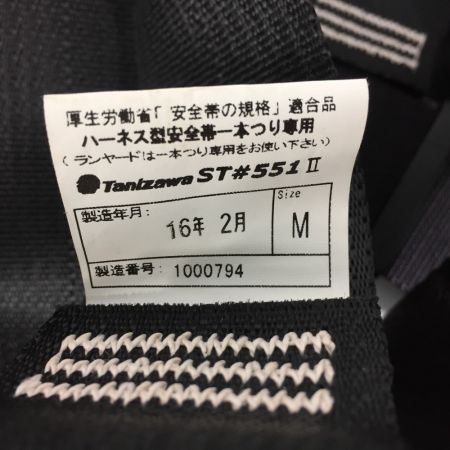 厚生労働省「安全帯の規格」適合品
ハーネス型安全帯一本つり専用
(ランヤードは一本つり専用をお使い下さい)
Tanizawa ST#551 II
製造年月: 16年 2月 Size M
製造番号: 1000794